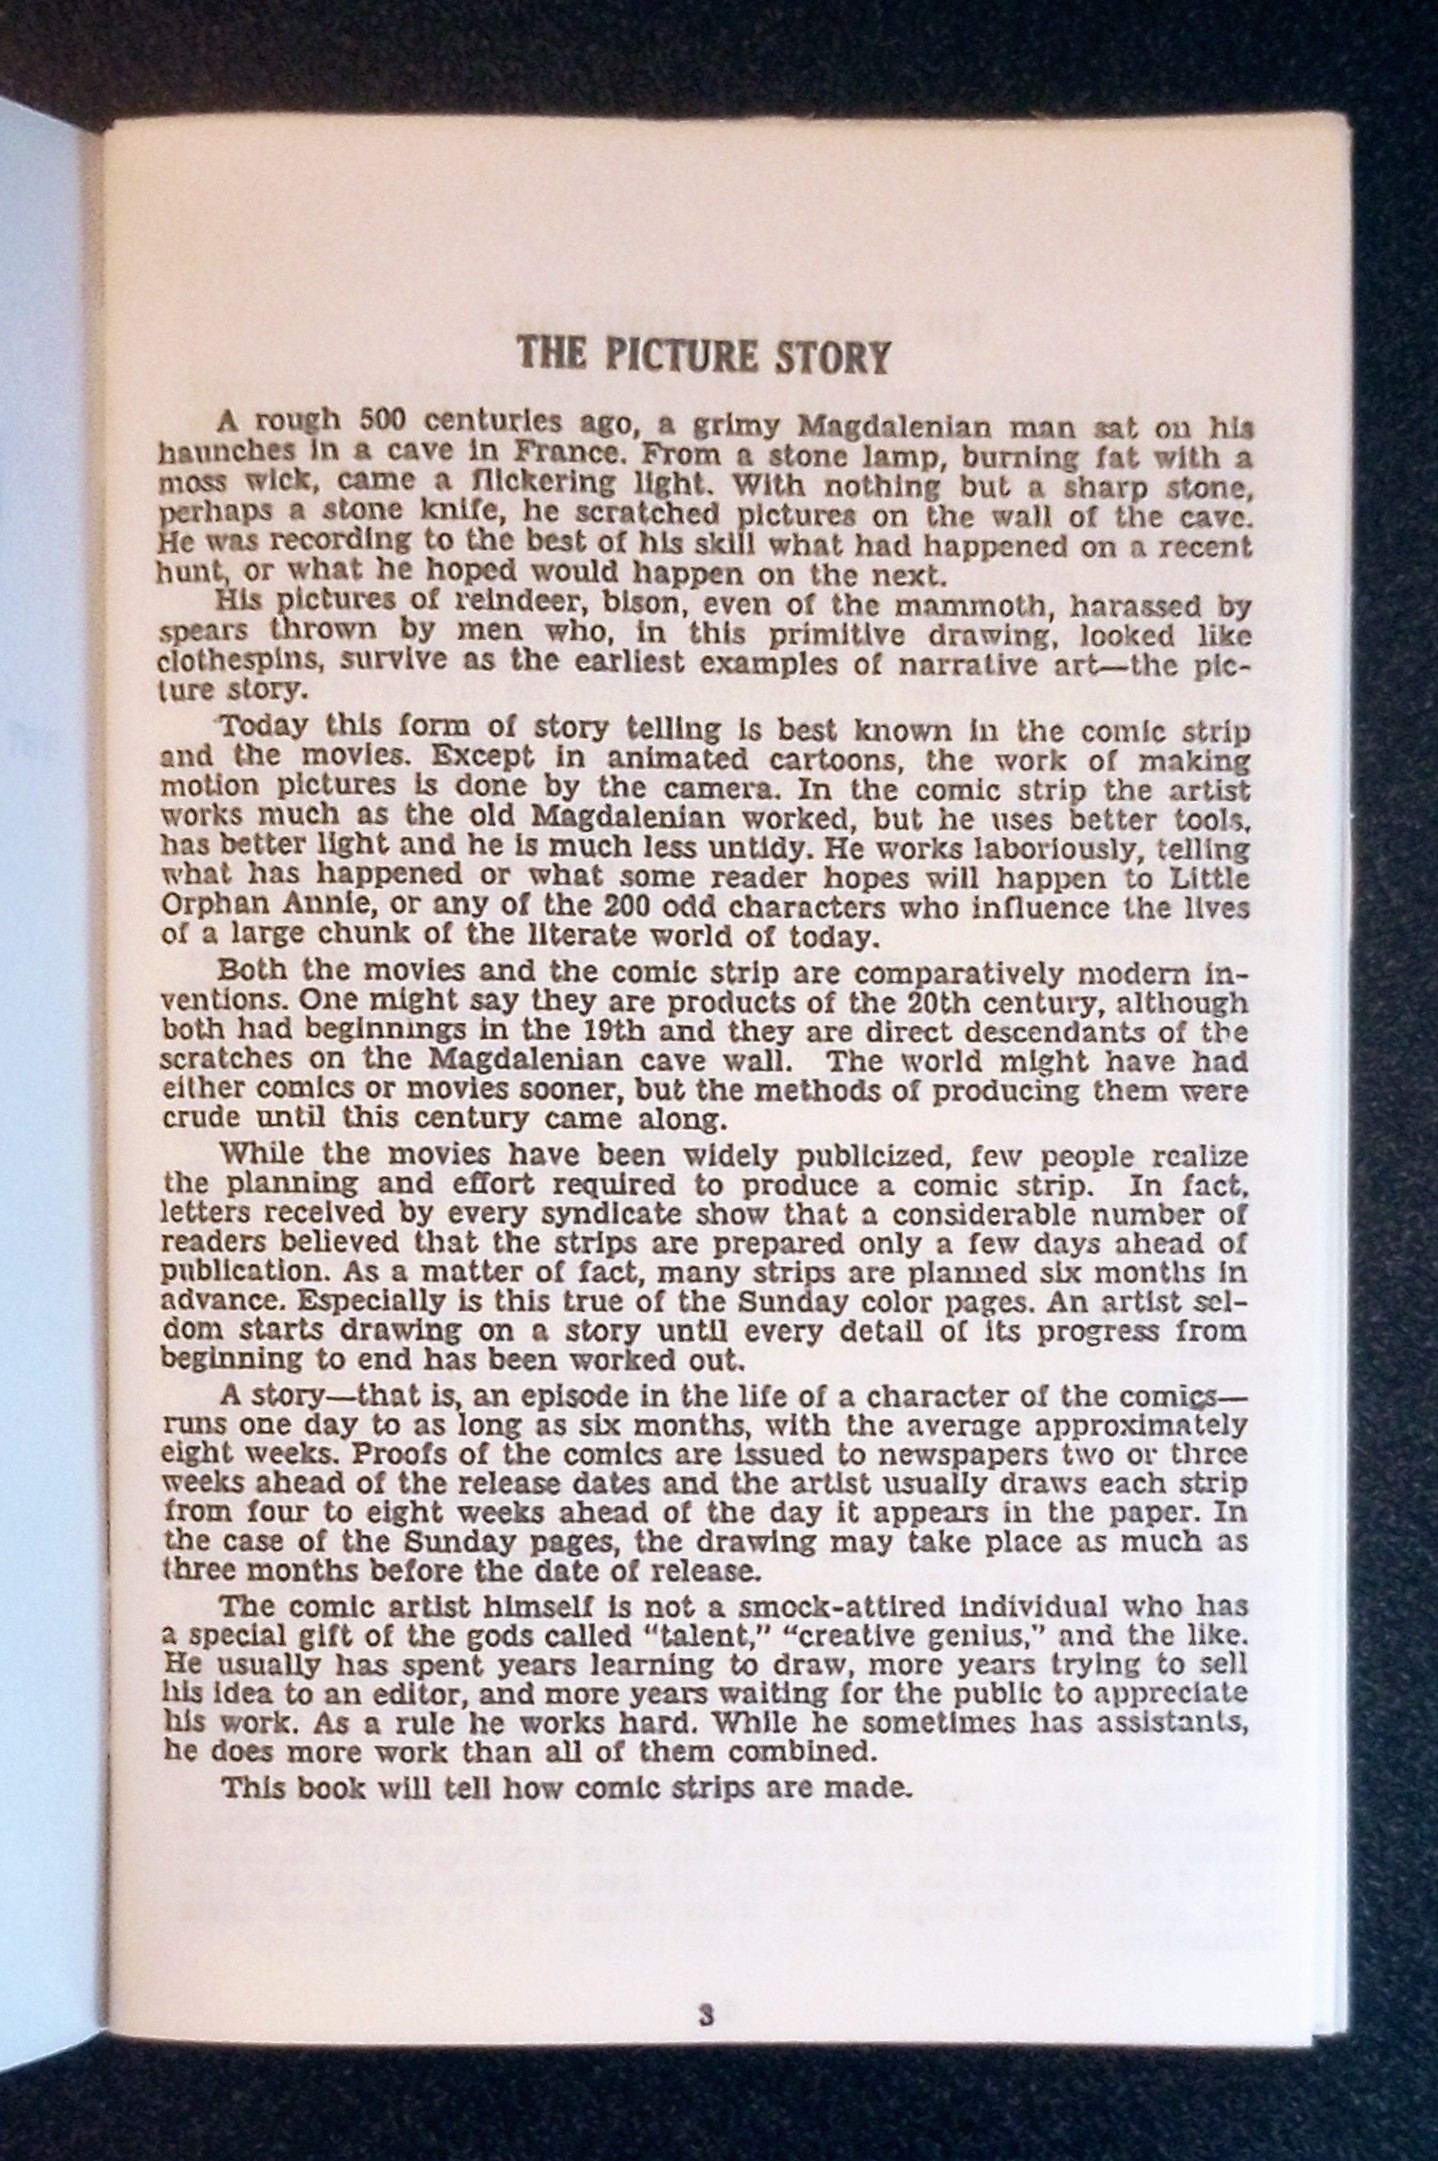 THE PICTURE STORY
A rough 500 centuries ago, a grimy Magdalenian man sat on his
haunches in a cave in France. From a stone lamp, burning fat with a
moss wick, came a flickering light. With nothing but a sharp stone,
perhaps a stone knife, he scratched pictures on the wall of the cave.
He was recording to the best of his skill what had happened on a recent
hunt, or what he hoped would happen on the next.
His pictures of reindeer, bison, even of the mammoth, harassed by
spears thrown by men who, in this primitive drawing, looked like
clothespins, survive as the earliest examples of narrative art—the pic-
ture story.
Today this form of story telling is best known in the comic strip
and the movies. Except in animated cartoons, the work of making
motion pictures is done by the camera. In the comic strip the artist
works much as the old Magdalenian worked, but he uses better tools,
has better light and he is much less untidy. He works laboriously, telling
what has happened or what some reader hopes will happen to Little
Orphan Annie, or any of the 200 odd characters who influence the lives
of a large chunk of the literate world of today.
Both the movies and the comic strip are comparatively modern in-
ventions. One might say they are products of the 20th century, although
both had beginnings in the 19th and they are direct descendants of the
scratches on the Magdalenian cave wall. The world might have had
either comics or movies sooner, but the methods of producing them were
crude until this century came along.
While the movies have been widely publicized, few people realize
the planning and effort required to produce a comic strip. In fact,
letters received by every syndicate show that a considerable number of
readers believed that the strips are prepared only a few days ahead of
publication. As a matter of fact, many strips are planned six months in
advance. Especially is this true of the Sunday color pages. An artist sel-
dom starts drawing on a story until every detail of its progress from
beginning to end has been worked out.
A story—that is, an episode in the life of a character of the comics—
runs one day to as long as six months, with the average approximately
eight weeks. Proofs of the comics are issued to newspapers two or three
weeks ahead of the release dates and the artist usually draws each strip
from four to eight weeks ahead of the day it appears in the paper. In
the case of the Sunday pages, the drawing may take place as much as
three months before the date of release.
The comic artist himself is not a smock-attired individual who has
a special gift of the gods called “talent,” “creative genius,” and the like.
He usually has spent years learning to draw, more years trying to sell
his idea to an editor, and more years waiting for the public to appreciate
his work. As a rule he works hard. While he sometimes has assistants,
he does more work than all of them combined.
This book will tell how comic strips are made.
3